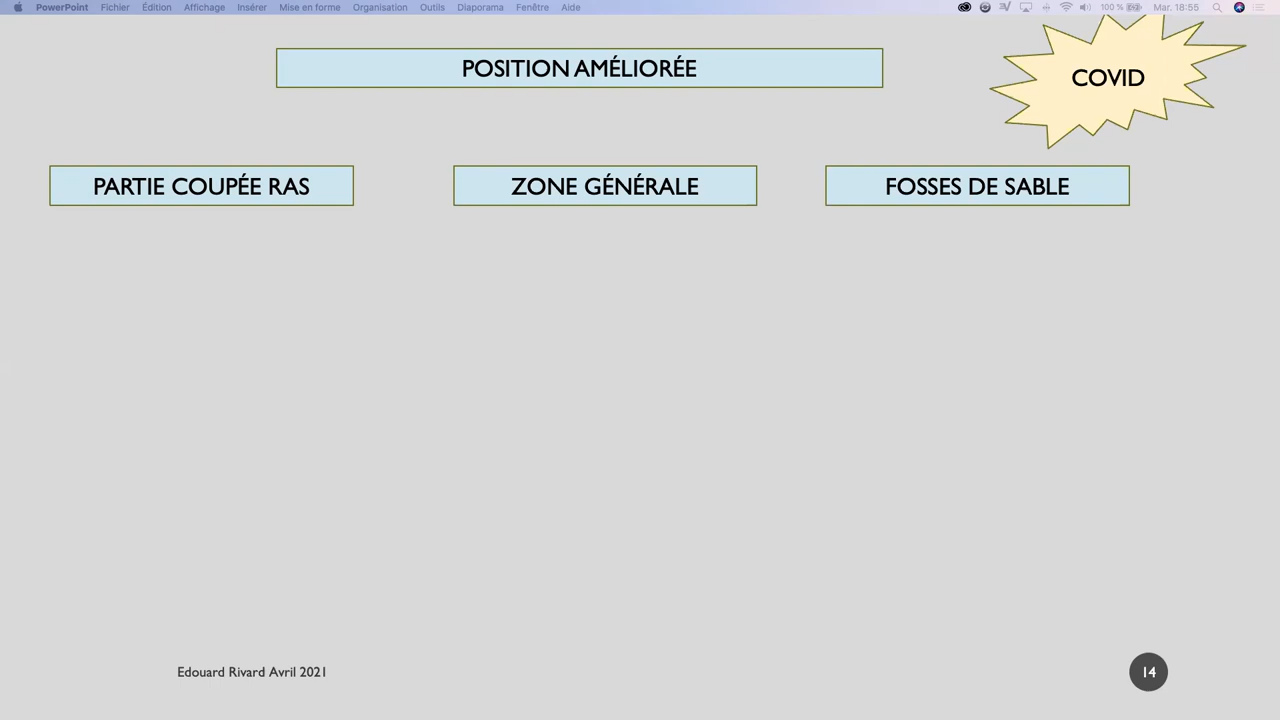 PowerPoint Fichier Édition Affichage Insérer Mise en forme Organisation Outils Diaporama Fenêtre Aide 100 % Mar. 18:55
POSITION AMÉLIORÉE
COVID
PARTIE COUPÉE RAS
ZONE GÉNÉRALE
FOSSES DE SABLE
Edouard Rivard Avril 2021
14